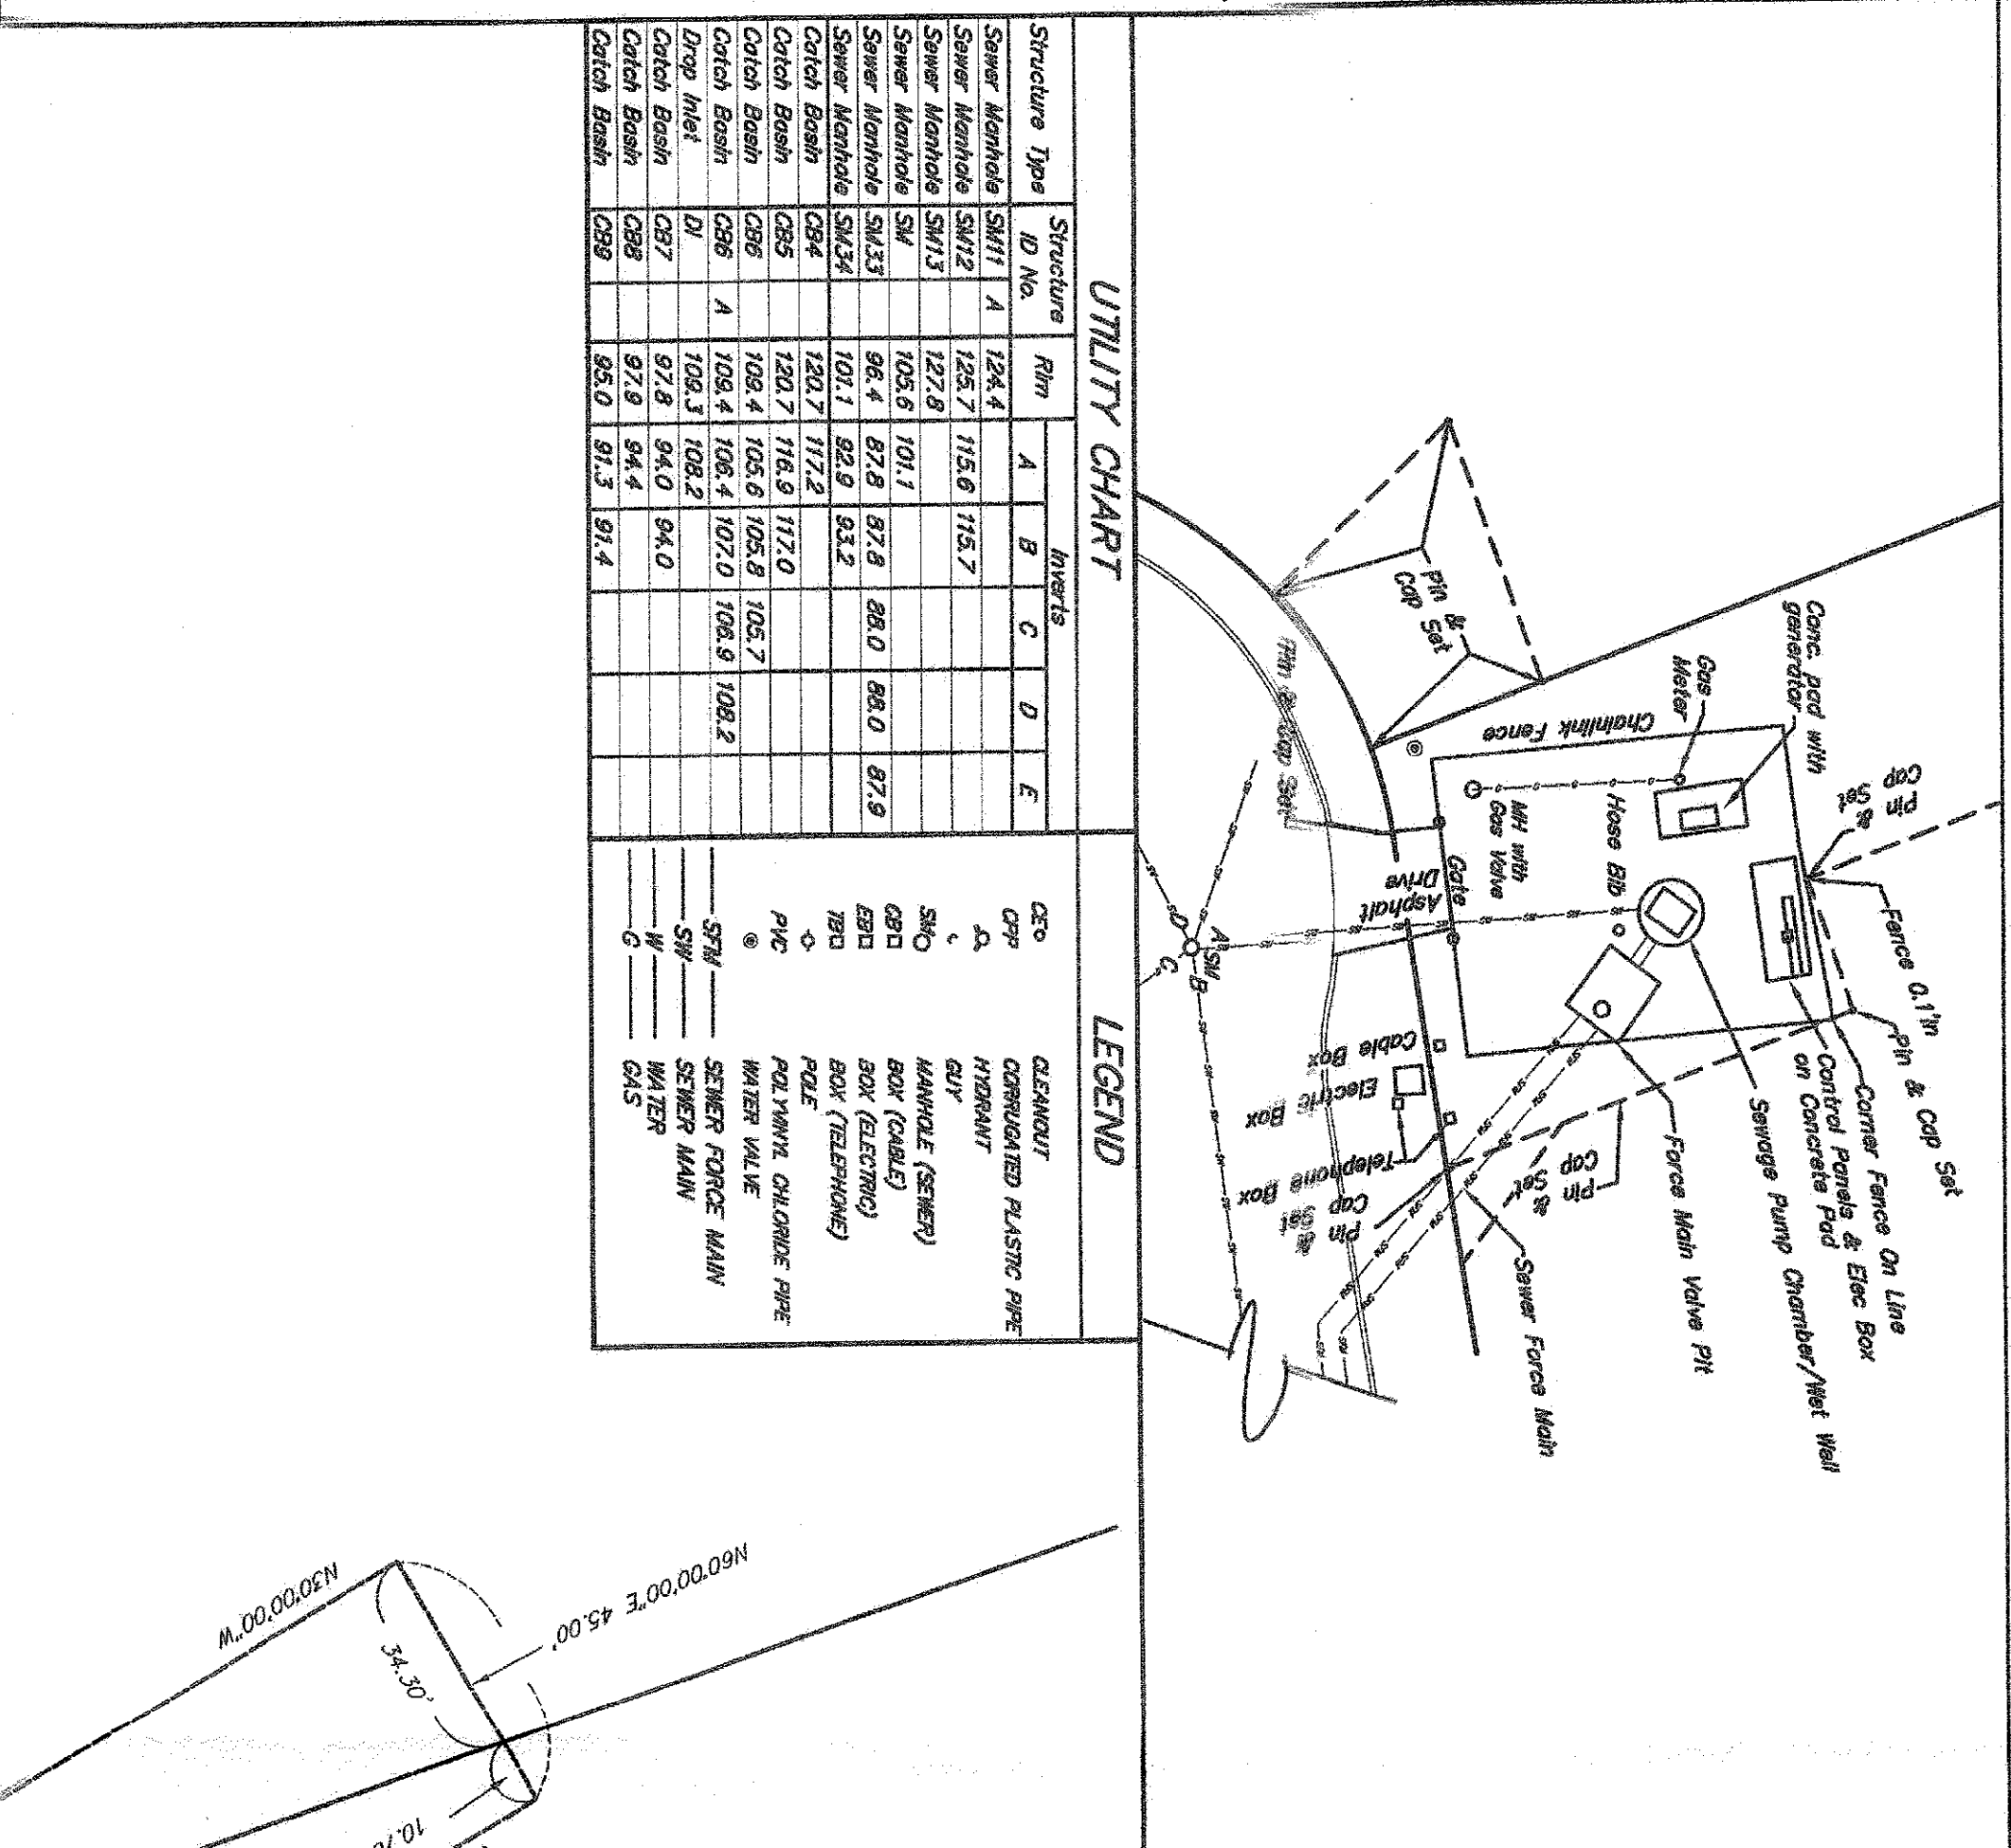 Conc. pad with
generator
Gas
Meter
Chainlink Fence
Pin &
Cap Set
Pin &
Cap Set
Pin & Cap Set
Fence 0.1' in
Pin & Cap Set
Corner Fence On Line
Control Panels & Elec Box
on Concrete Pad
Sewage Pump Chamber/Wet Well
Force Main Valve Pit
Sewer Force Main
Hose Bib
MH with
Gas Valve
Gate
Asphalt
Drive
Cable Box
Electric Box
Telephone Box
Pin &
Cap Set
Pin &
Cap Set
A
SM
B
C
D
UTILITY CHART
Structure Type Structure ID No. Rim Inverts
A B C D E
Sewer Manhole SM11 A 124.4
Sewer Manhole SM12 125.7 115.6 115.7
Sewer Manhole SM13 127.8
Sewer Manhole SM 105.6 101.1
Sewer Manhole SM33 96.4 87.8 87.8 88.0 88.0 87.9
Sewer Manhole SM34 101.1 92.9 93.2
Catch Basin CB4 120.7 117.2
Catch Basin CB5 120.7 116.9 117.0
Catch Basin CB6 109.4 105.6 105.8 105.7
Catch Basin CB6 A 109.4 106.4 107.0 106.9 108.2
Drop Inlet DI 109.3 108.2
Catch Basin CB7 97.8 94.0 94.0
Catch Basin CB8 97.9 94.4
Catch Basin CB9 95.0 91.3 91.4
LEGEND
CE CLEANOUT
CPP CORRUGATED PLASTIC PIPE
HYDRANT
GUY
SM MANHOLE (SEWER)
CB BOX (CABLE)
EB BOX (ELECTRIC)
TB BOX (TELEPHONE)
POLE
PVC POLYVINYL CHLORIDE PIPE
WATER VALVE
SFM SEWER FORCE MAIN
SW SEWER MAIN
W WATER
G GAS
N60°00'00"E 45.00'
N30°00'00"W
34.30'